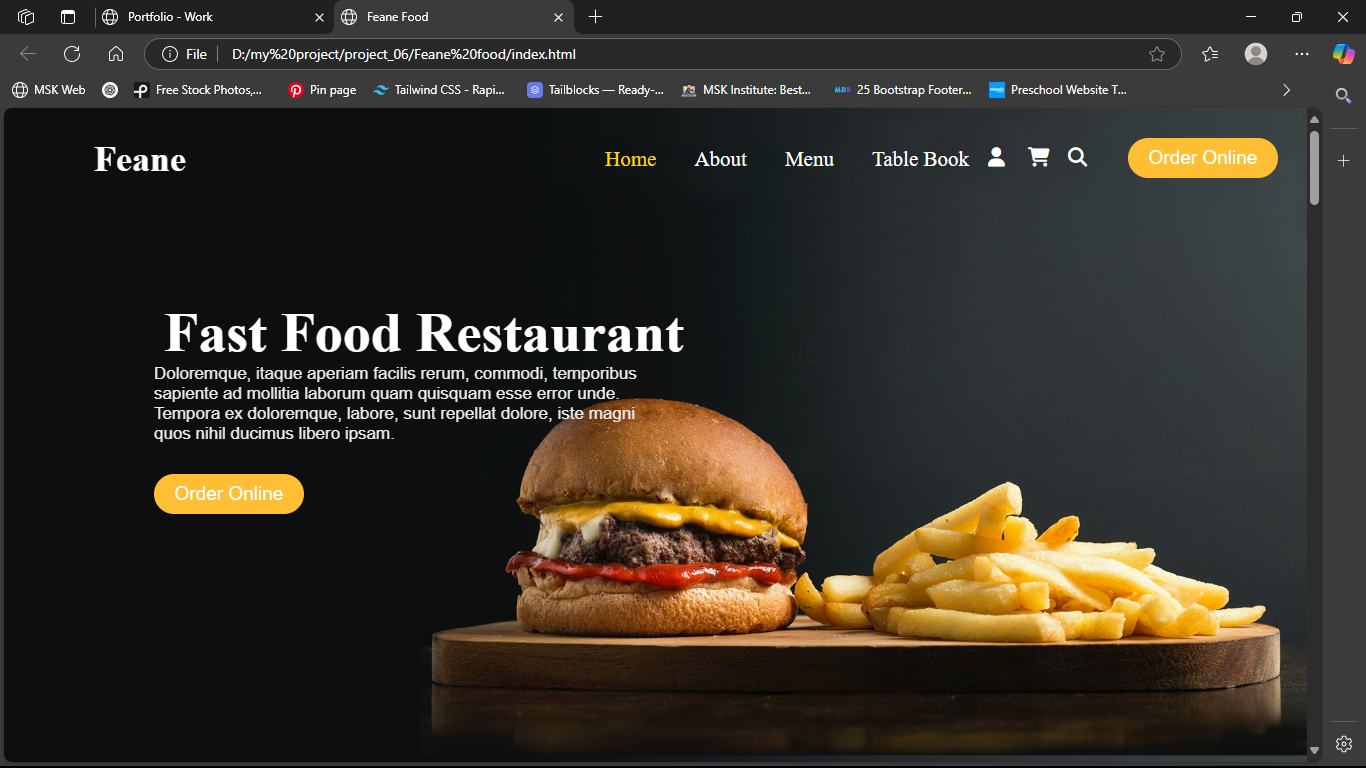 Portfolio - Work
Feane Food
File
D:/my%20project/project_06/Feane%20food/index.html
MSK Web
Free Stock Photos,...
Pin page
Tailwind CSS - Rapi...
Tailblocks — Ready-...
MSK Institute: Best...
MDB
25 Bootstrap Footer...
Preschool Website T...
Feane
Home
About
Menu
Table Book
Order Online
Fast Food Restaurant
Doloremque, itaque aperiam facilis rerum, commodi, temporibus
sapiente ad mollitia laborum quam quisquam esse error unde.
Tempora ex doloremque, labore, sunt repellat dolore, iste magni
quos nihil ducimus libero ipsam.
Order Online